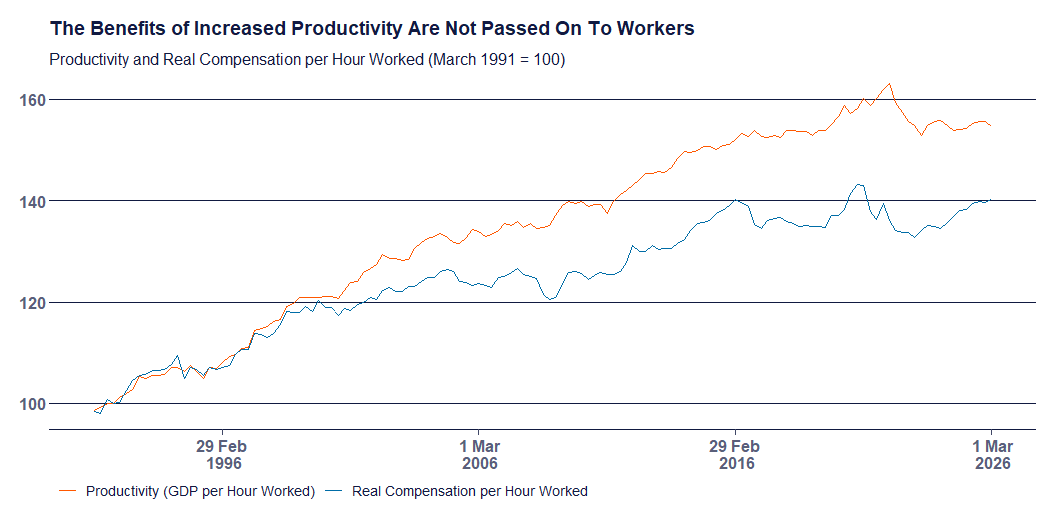 The Benefits of Increased Productivity Are Not Passed On To Workers
Productivity and Real Compensation per Hour Worked (March 1991 = 100)
160
140
120
100
29 Feb
1996
1 Mar
2006
29 Feb
2016
1 Mar
2026
Productivity (GDP per Hour Worked)
Real Compensation per Hour Worked